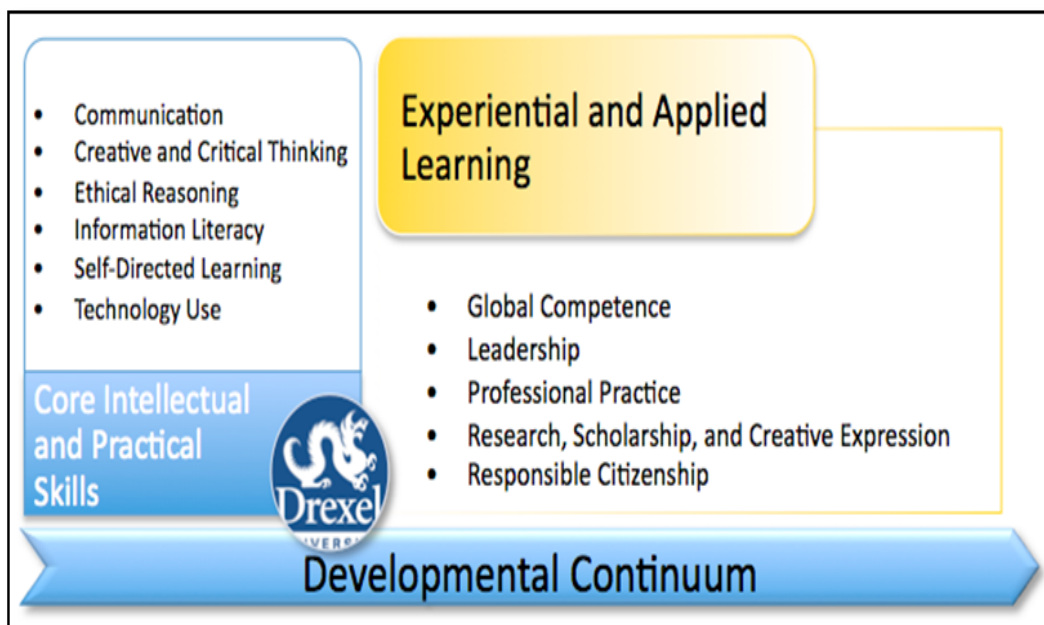 • Communication
• Creative and Critical Thinking
• Ethical Reasoning
• Information Literacy
• Self-Directed Learning
• Technology Use
Core Intellectual
and Practical
Skills
Drexel
Experiential and Applied
Learning
• Global Competence
• Leadership
• Professional Practice
• Research, Scholarship, and Creative Expression
• Responsible Citizenship
Developmental Continuum